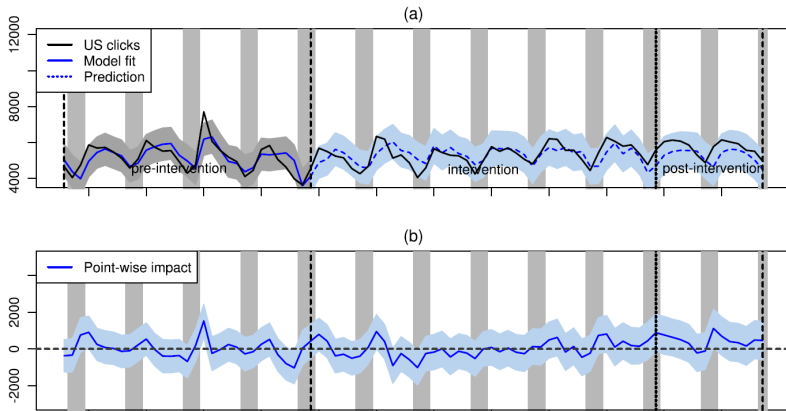 (a)
12000
8000
4000
US clicks
Model fit
Prediction
pre-intervention
intervention
post-intervention
(b)
2000
0
-2000
Point-wise impact